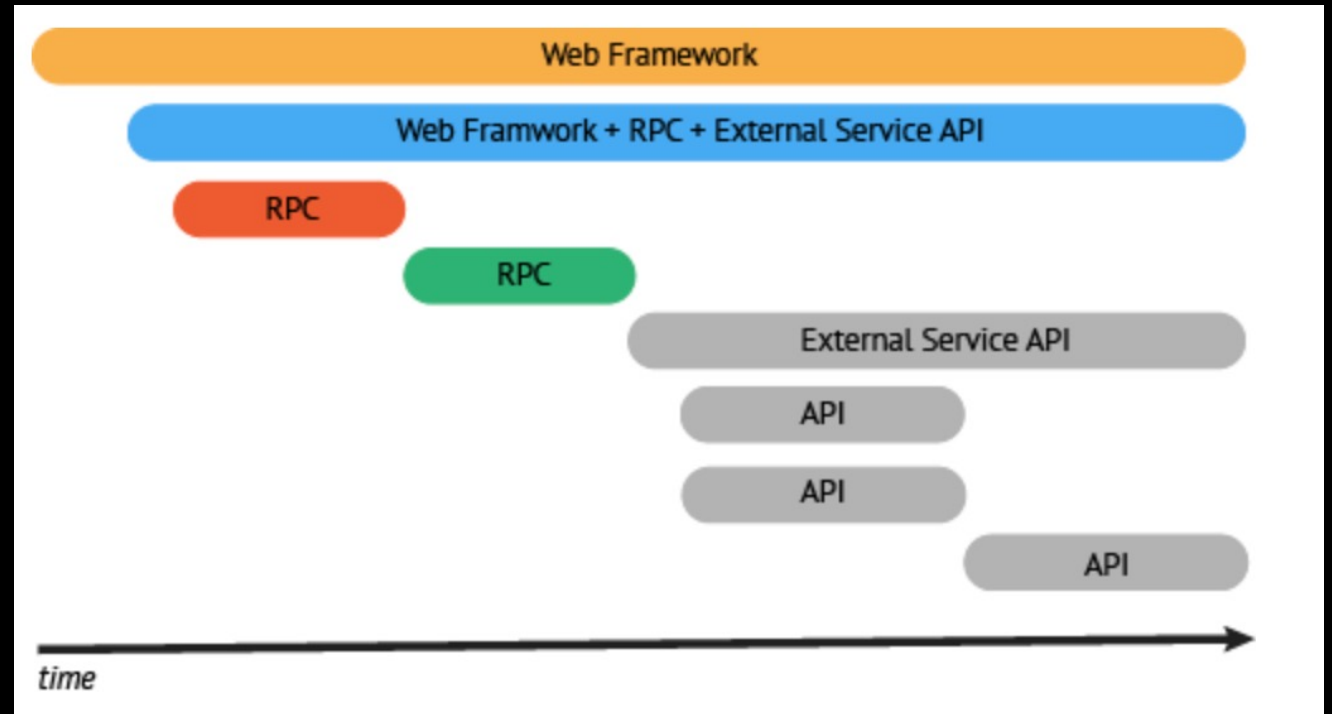 Web Framework
Web Framwork + RPC + External Service API
RPC
RPC
External Service API
API
API
API
time